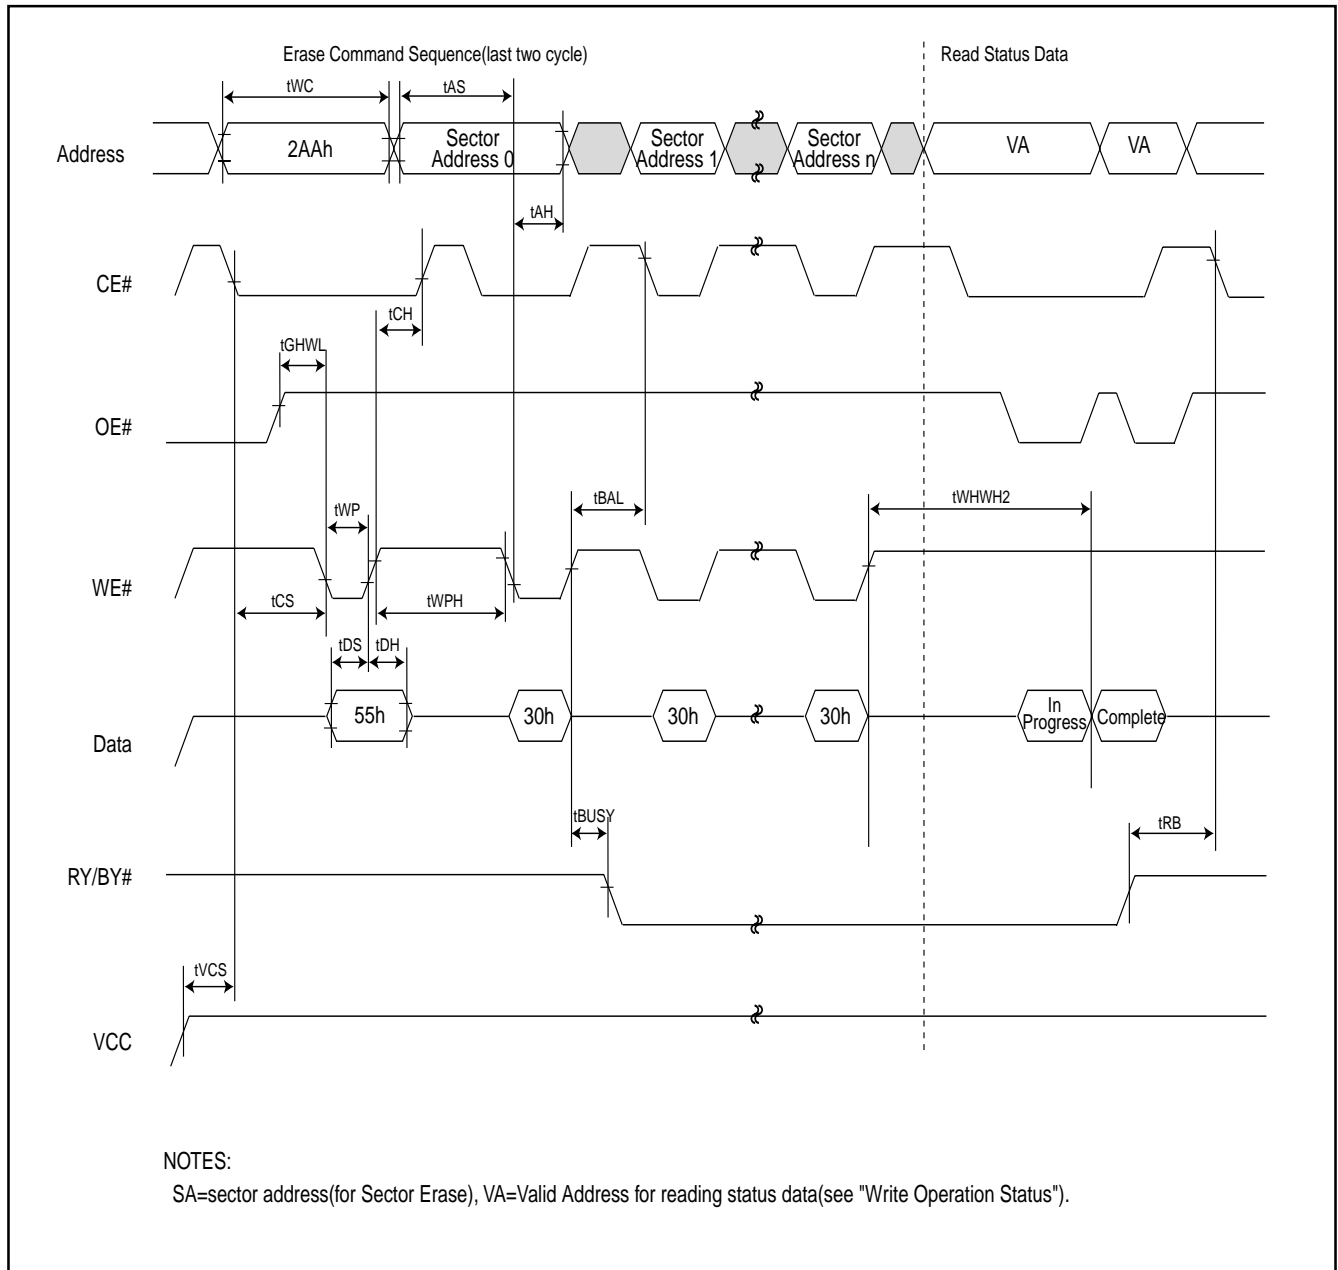 Erase Command Sequence(last two cycle)
Read Status Data
tWC
tAS
Address
2AAh
Sector
Address 0
Sector
Address 1
Sector
Address n
VA
VA
tAH
CE#
tCH
tGHWL
OE#
tWP
tBAL
tWHWH2
WE#
tCS
tWPH
tDS
tDH
Data
55h
30h
30h
30h
In
Progress
Complete
tBUSY
tRB
RY/BY#
tVCS
VCC
NOTES:
SA=sector address(for Sector Erase), VA=Valid Address for reading status data(see "Write Operation Status").